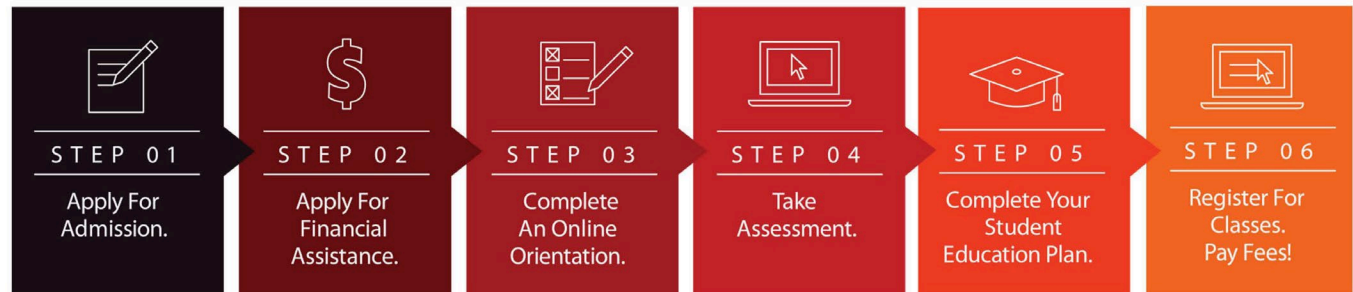 STEP 01
Apply For
Admission.
STEP 02
Apply For
Financial
Assistance.
STEP 03
Complete
An Online
Orientation.
STEP 04
Take
Assessment.
STEP 05
Complete Your
Student
Education Plan.
STEP 06
Register For
Classes.
Pay Fees!